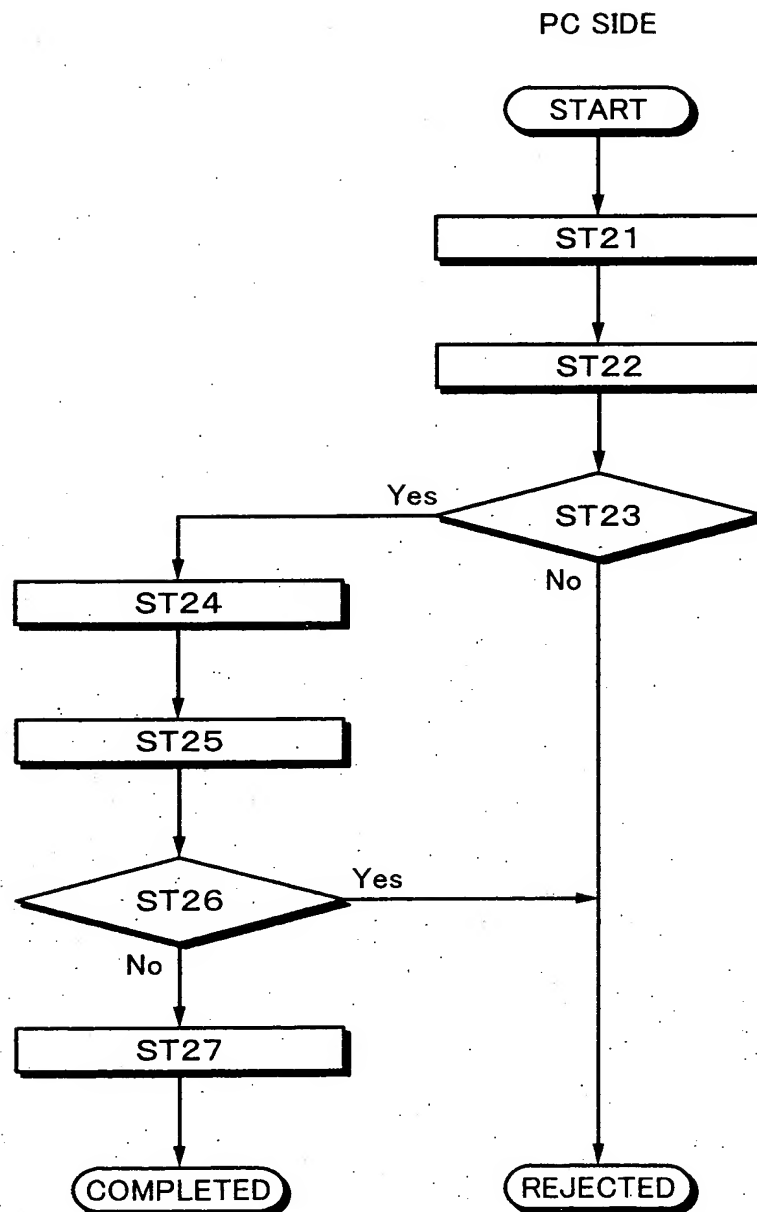 PC SIDE
START
ST21
ST22
Yes
ST23
No
ST24
ST25
ST26
Yes
No
ST27
COMPLETED
REJECTED